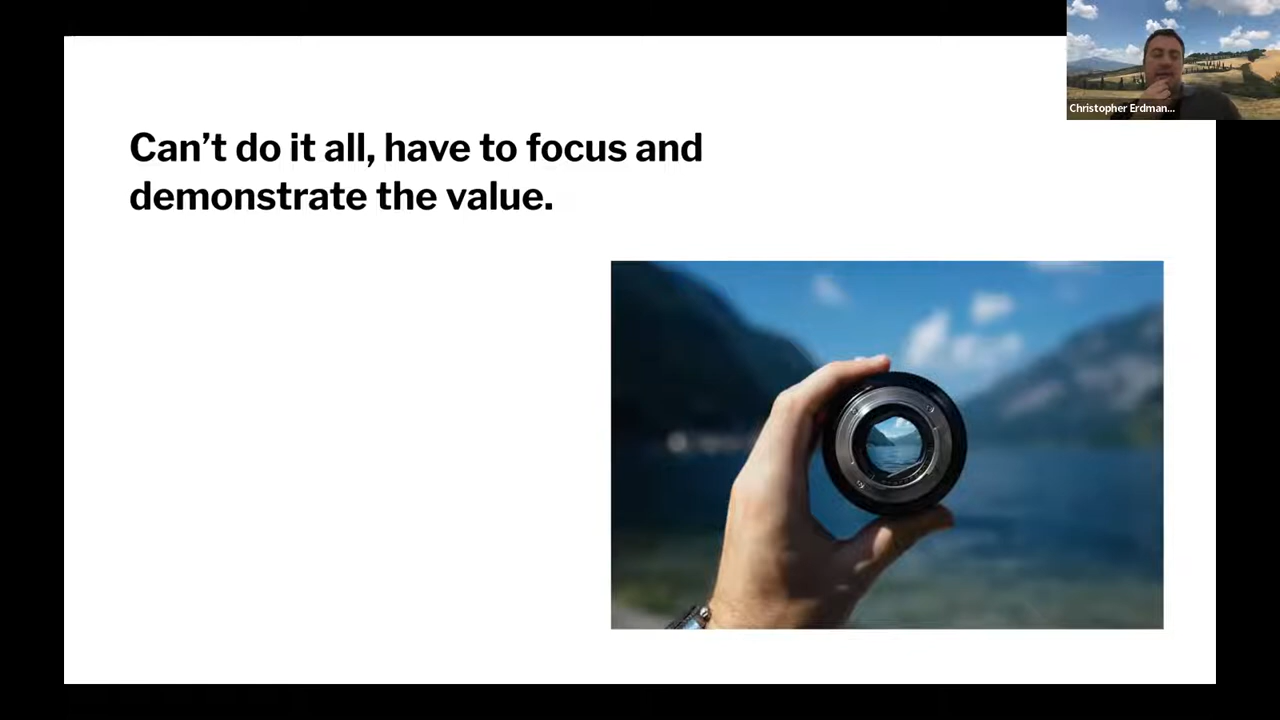 Christopher Erdman...
Can’t do it all, have to focus and
demonstrate the value.